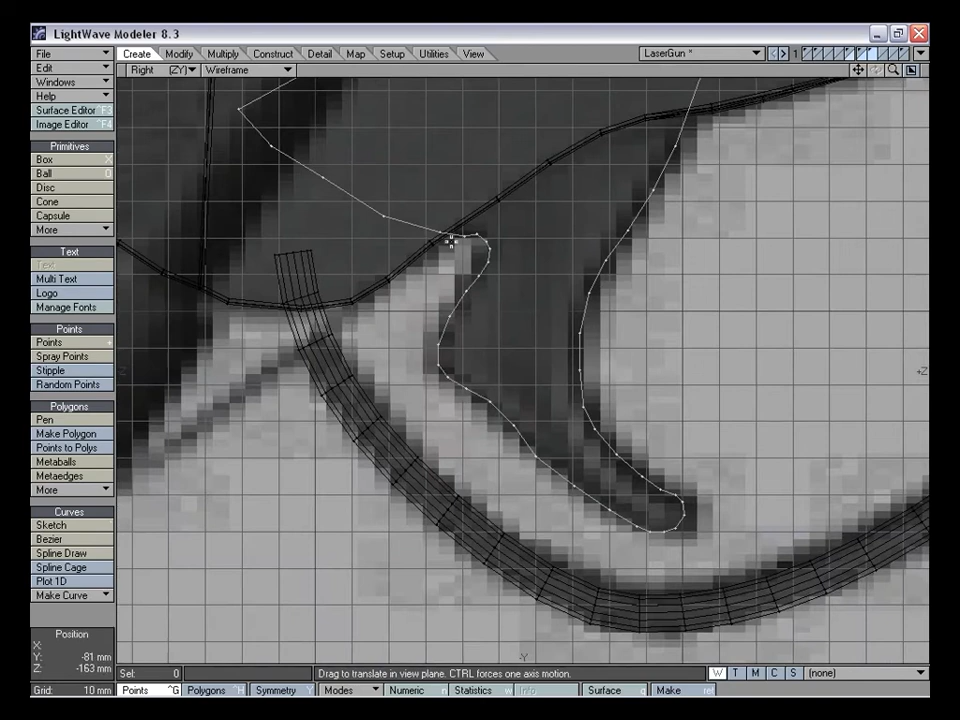 LightWave Modeler 8.3
File
Create Modify Multiply Construct Detail Map Setup Utilities View LaserGun * 1
Edit Right (ZY) Wireframe
Windows
Help
Surface Editor ^F3
Image Editor ^F4
Primitives
Box X
Ball O
Disc
Cone
Capsule
More
Text
Text
Multi Text
Logo
Manage Fonts
Points
Points +
Spray Points
Stipple
Random Points
Polygons
Pen
Make Polygon
Points to Polys
Metaballs
Metaedges
More
Curves
Sketch
Bezier
Spline Draw
Spline Cage
Plot 1D
Make Curve
Position
X:
Y: -81 mm
Z: -163 mm
Grid: 10 mm
+Z
-Y
Sel: 0 Drag to translate in view plane. CTRL forces one axis motion. W T M C S (none)
Points ^G Polygons ^H Symmetry Y Modes Numeric n Statistics w Info Surface q Make ret